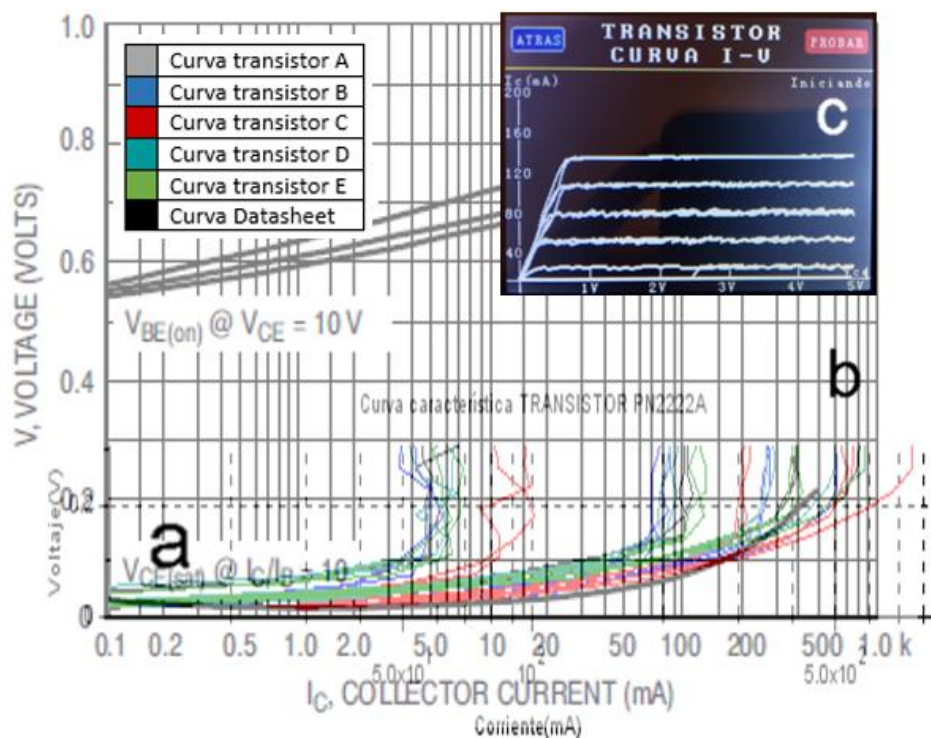 1.0
0.8
0.6
0.4
0.2
0
V, VOLTAGE (VOLTS)
Voltaje(V)
Curva transistor A
Curva transistor B
Curva transistor C
Curva transistor D
Curva transistor E
Curva Datasheet
ATRAS
TRANSISTOR
CURVA I-V
PROBAR
Ic(mA)
Iniciando
200
160
120
80
40
1V
2V
3V
4V
5V
c
VBE(on) @ VCE = 10 V
b
Curva característica TRANSISTOR PN2222A
a
VCE(sat) @ IC/IB = 10
0.1
0.5
1.0
2.0
5.0
10
20
50
100
200
500
1.0 k
5.0x10¹
10²
5.0x10²
IC, COLLECTOR CURRENT (mA)
Corriente(mA)